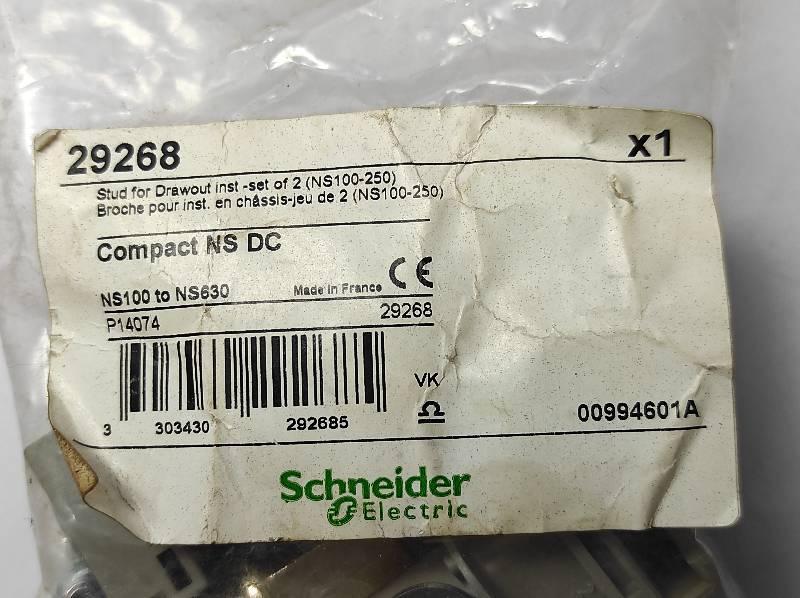 29268 x1
Stud for Drawout inst -set of 2 (NS100-250)
Broche pour inst. en châssis-jeu de 2 (NS100-250)
Compact NS DC
NS100 to NS630 Made in France CE
P14074 29268
VK
3 303430 292685 00994601A
Schneider
Electric